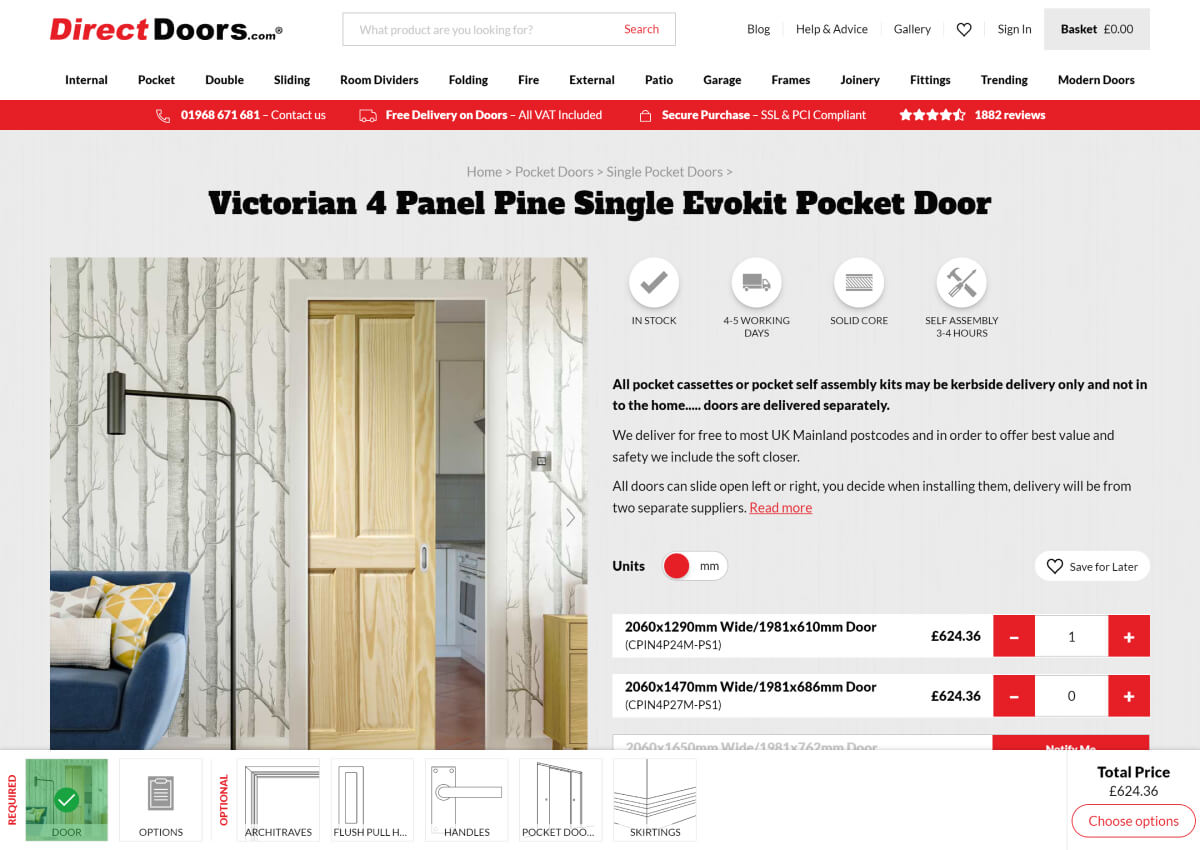 DirectDoors.com®
What product are you looking for?
Search
Blog
Help & Advice
Gallery
Sign In
Basket £0.00
Internal
Pocket
Double
Sliding
Room Dividers
Folding
Fire
External
Patio
Garage
Frames
Joinery
Fittings
Trending
Modern Doors
01968 671 681 – Contact us
Free Delivery on Doors – All VAT Included
Secure Purchase – SSL & PCI Compliant
1882 reviews
Home > Pocket Doors > Single Pocket Doors >
Victorian 4 Panel Pine Single Evokit Pocket Door
IN STOCK
4-5 WORKING
DAYS
SOLID CORE
SELF ASSEMBLY
3-4 HOURS
All pocket cassettes or pocket self assembly kits may be kerbside delivery only and not in
to the home..... doors are delivered separately.
We deliver for free to most UK Mainland postcodes and in order to offer best value and
safety we include the soft closer.
All doors can slide open left or right, you decide when installing them, delivery will be from
two separate suppliers. Read more
Units
mm
Save for Later
2060x1290mm Wide/1981x610mm Door
(CPIN4P24M-PS1)
£624.36
– 1 +
2060x1470mm Wide/1981x686mm Door
(CPIN4P27M-PS1)
£624.36
– 0 +
2060x1650mm Wide/1981x762mm Door
Notify Me
REQUIRED
DOOR
OPTIONS
OPTIONAL
ARCHITRAVES
FLUSH PULL H...
HANDLES
POCKET DOO...
SKIRTINGS
Total Price
£624.36
Choose options